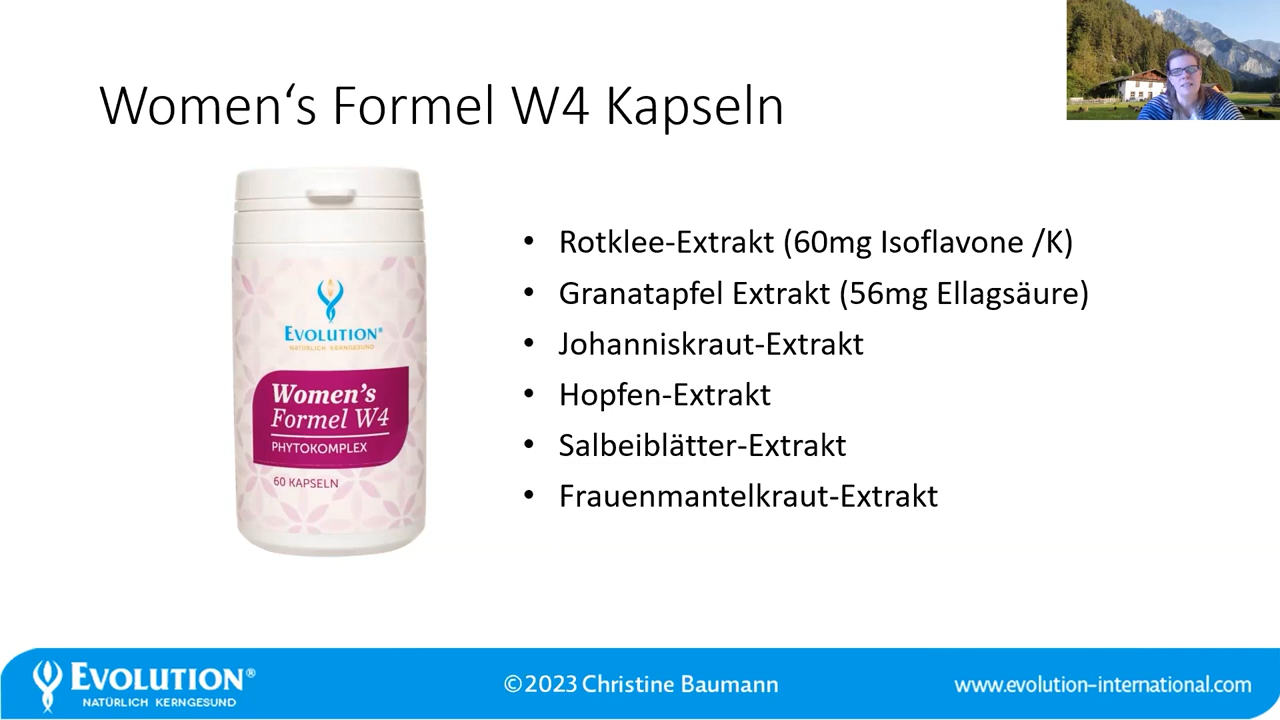 Women‘s Formel W4 Kapseln
EVOLUTION®
NATÜRLICH KERNGESUND
Women’s
Formel W4
PHYTOKOMPLEX
60 KAPSELN
• Rotklee-Extrakt (60mg Isoflavone /K)
• Granatapfel Extrakt (56mg Ellagsäure)
• Johanniskraut-Extrakt
• Hopfen-Extrakt
• Salbeiblätter-Extrakt
• Frauenmantelkraut-Extrakt
EVOLUTION®
NATÜRLICH KERNGESUND
©2023 Christine Baumann
www.evolution-international.com